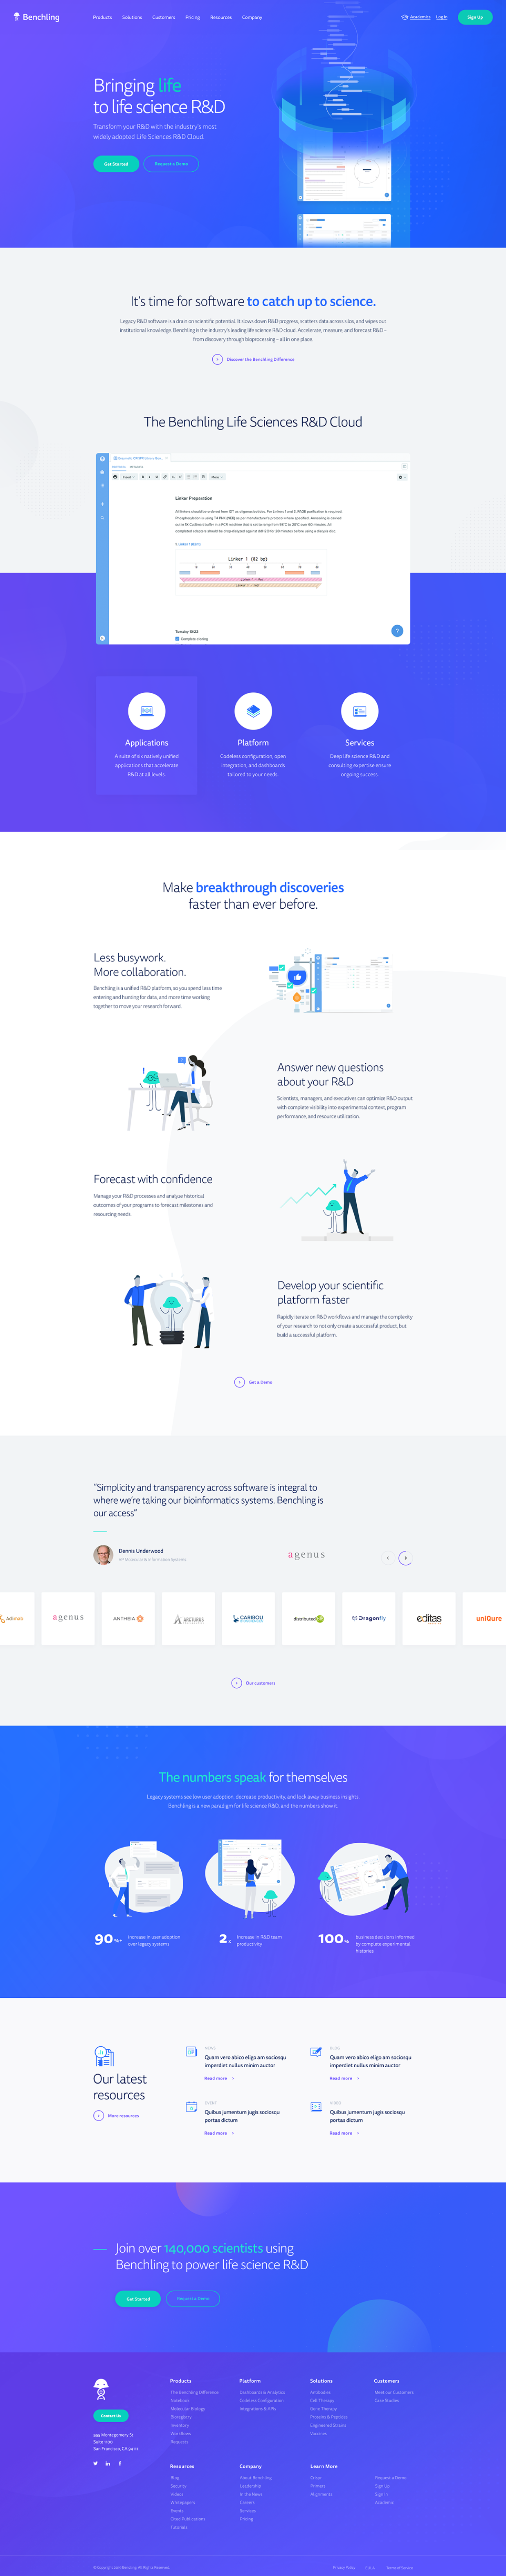 Benchling
Products Solutions Customers Pricing Resources Company
Academics Log In Sign Up
Bringing life
to life science R&D
Transform your R&D with the industry's most
widely adopted Life Sciences R&D Cloud
Get Started Request a Demo
It's time for software to catch up to science.
Legacy R&D software is a drain on scientific potential. It slows down R&D progress, scatters data across silos, and wipes out
institutional knowledge. Benchling is the industry's leading life science R&D cloud. Accelerate, measure, and forecast R&D –
from discovery through bioprocessing – all in one place.
Discover the Benchling Difference
The Benchling Life Sciences R&D Cloud
Linker Preparation
Linker 1 (82 bp)
Tuesday 10/22
Complete cloning
Applications
A suite of six natively unified
applications that accelerate
R&D at all levels.
Platform
Codeless configuration, open
integration, and dashboards
tailored to your needs.
Services
Deep life science R&D and
consulting expertise ensure
ongoing success.
Make breakthrough discoveries
faster than ever before.
Less busywork.
More collaboration.
Benchling is a unified R&D platform, so you spend less time
entering and hunting for data, and more time working
together to move your research forward.
Answer new questions
about your R&D
Scientists, managers, and executives can optimize R&D output
with complete visibility into experimental context, program
performance, and resource utilization.
Forecast with confidence
Manage your R&D processes and analyze historical
outcomes of your programs to forecast milestones and
resourcing needs.
Develop your scientific
platform faster
Rapidly iterate on R&D workflows and manage the complexity
of your research to not only create a successful product, but
build a successful platform.
Get a Demo
"Simplicity and transparency across software is integral to
where we're taking our bioinformatics systems. Benchling is
our access"
Dennis Underwood
VP Molecular & Information Systems
agenus
Adimab agenus ANTHEIA ARCTURUS CARIBOU distributed Dragonfly editas uniQure
Our customers
The numbers speak for themselves
Legacy systems see low user adoption, decrease productivity, and lock away business insights.
Benchling is a new paradigm for life science R&D, and the numbers show it.
90%+ increase in user adoption
over legacy systems
2x increase in R&D team
productivity
100% business decisions informed
by complete experimental
histories
Our latest
resources
More resources
NEWS
Quam vero abico eligo am sociosqu
imperdiet nullus minim auctor
Read more
BLOG
Quam vero abico eligo am sociosqu
imperdiet nullus minim auctor
Read more
EVENT
Quibus jumentum jugis sociosqu
portas dictum
Read more
VIDEO
Quibus jumentum jugis sociosqu
portas dictum
Read more
Join over 140,000 scientists using
Benchling to power life science R&D
Get Started Request a Demo
Contact Us
555 Montegomery St.
Suite 1100
San Francisco, CA 94111
Products
The Benchling Difference
Notebook
Molecular Biology
Bioregistry
Inventory
Workflows
Requests
Platform
Dashboards & Analytics
Codeless Configuration
Integrations & APIs
Solutions
Antibodies
Cell Therapy
Gene Therapy
Proteins & Peptides
Engineered Strains
Vaccines
Customers
Meet our Customers
Case Studies
Resources
Blog
Security
Videos
Whitepapers
Events
Cited Publications
Tutorials
Company
About Benchling
Leadership
In the News
Careers
Services
Pricing
Learn More
Crispr
Primers
Alignments
Request a Demo
Sign Up
Sign In
Academic
Privacy Policy EULA Terms of Service